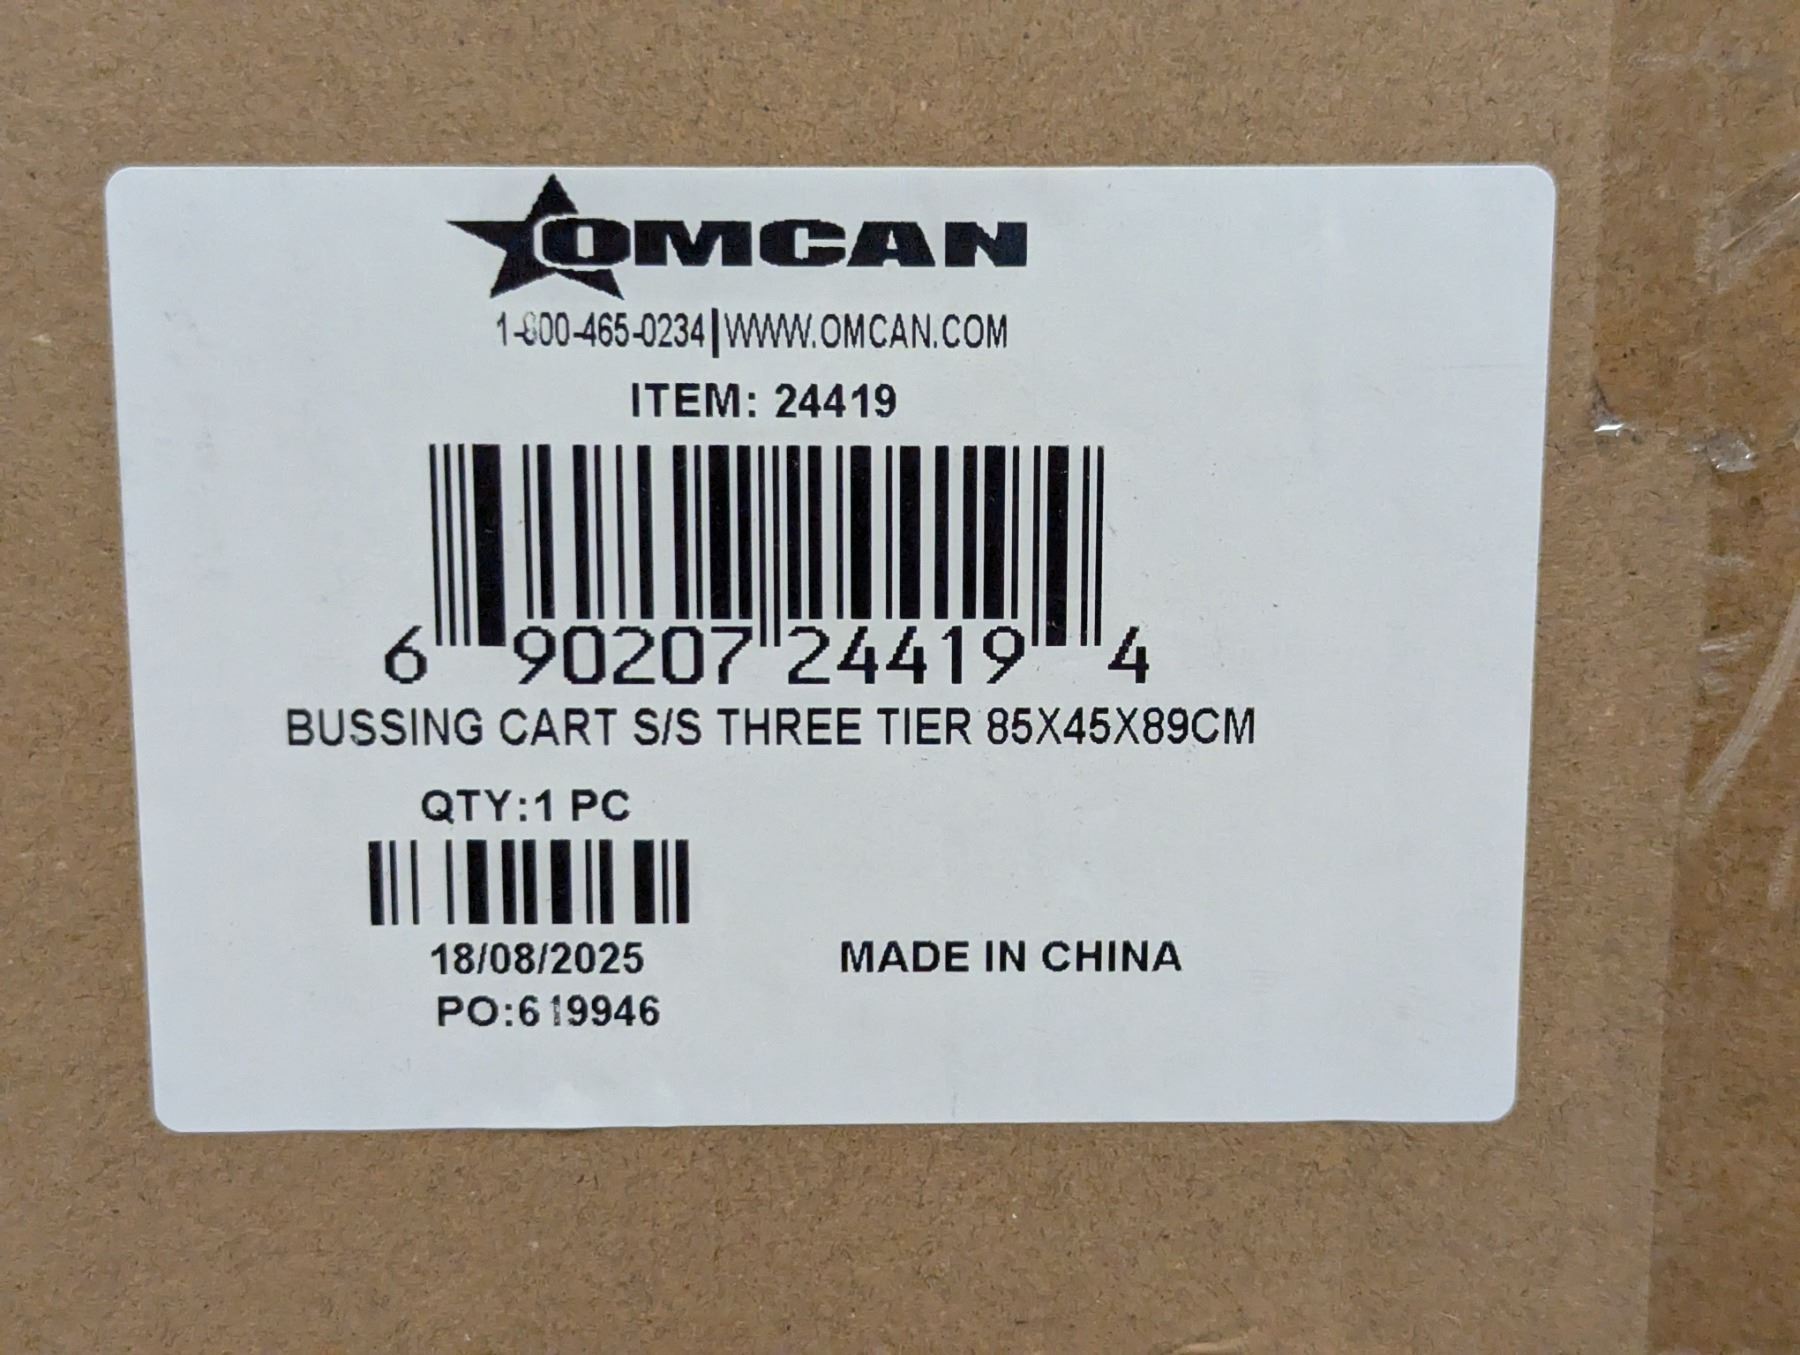 OMCAN
1-800-465-0234|WWW.OMCAN.COM
ITEM: 24419
6 90207 24419 4
BUSSING CART S/S THREE TIER 85X45X89CM
QTY:1 PC
18/08/2025
MADE IN CHINA
PO:619946